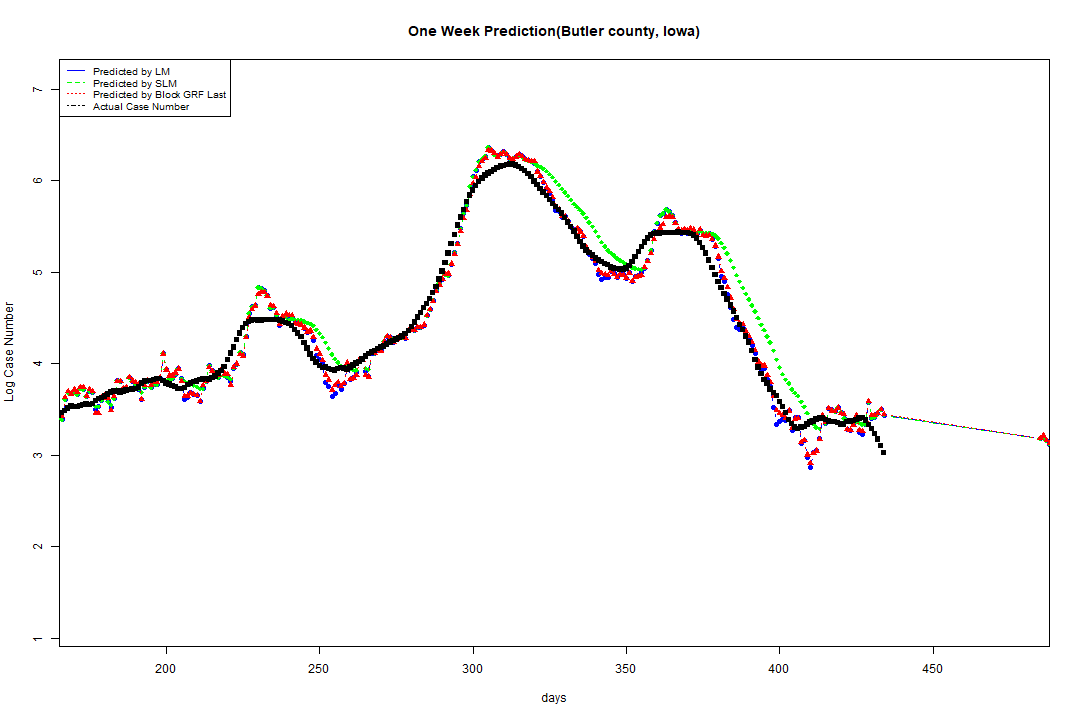 One Week Prediction(Butler county, Iowa)
Predicted by LM
Predicted by SLM
Predicted by Block GRF Last
Actual Case Number
7
6
5
4
3
2
1
Log Case Number
200 250 300 350 400 450
days